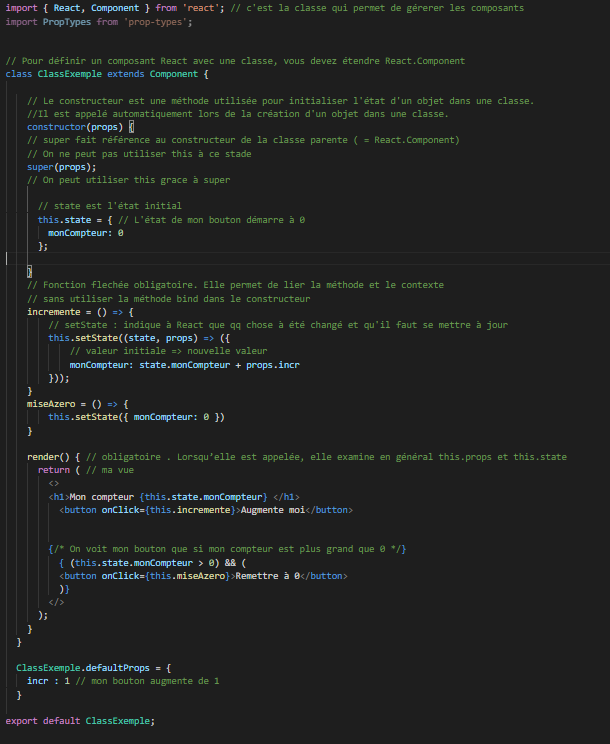 import { React, Component } from 'react'; // c'est la classe qui permet de gérerer les composants
import PropTypes from 'prop-types';
// Pour définir un composant React avec une classe, vous devez étendre React.Component
class ClassExemple extends Component {
// Le constructeur est une méthode utilisée pour initialiser l'état d'un objet dans une classe.
//Il est appelé automatiquement lors de la création d'un objet dans une classe.
constructor(props) {
// super fait référence au constructeur de la classe parente ( = React.Component)
// On ne peut pas utiliser this à ce stade
super(props);
// On peut utiliser this grace à super
// state est l'état initial
this.state = { // L'état de mon bouton démarre à 0
monCompteur: 0
};
}
// Fonction flechée obligatoire. Elle permet de lier la méthode et le contexte
// sans utiliser la méthode bind dans le constructeur
incremente = () => {
// setState : indique à React que qq chose à été changé et qu'il faut se mettre à jour
this.setState((state, props) => ({
// valeur initiale => nouvelle valeur
monCompteur: state.monCompteur + props.incr
}));
}
miseAzero = () => {
this.setState({ monCompteur: 0 })
}
render() { // obligatoire . Lorsqu'elle est appelée, elle examine en général this.props et this.state
return ( // ma vue
<>
<h1>Mon compteur {this.state.monCompteur} </h1>
<button onClick={this.incremente}>Augmente moi</button>
{/* On voit mon bouton que si mon compteur est plus grand que 0 */}
{ (this.state.monCompteur > 0) && (
<button onClick={this.miseAzero}>Remettre à 0</button>
)}
</>
);
}
}
ClassExemple.defaultProps = {
incr : 1 // mon bouton augmente de 1
}
export default ClassExemple;